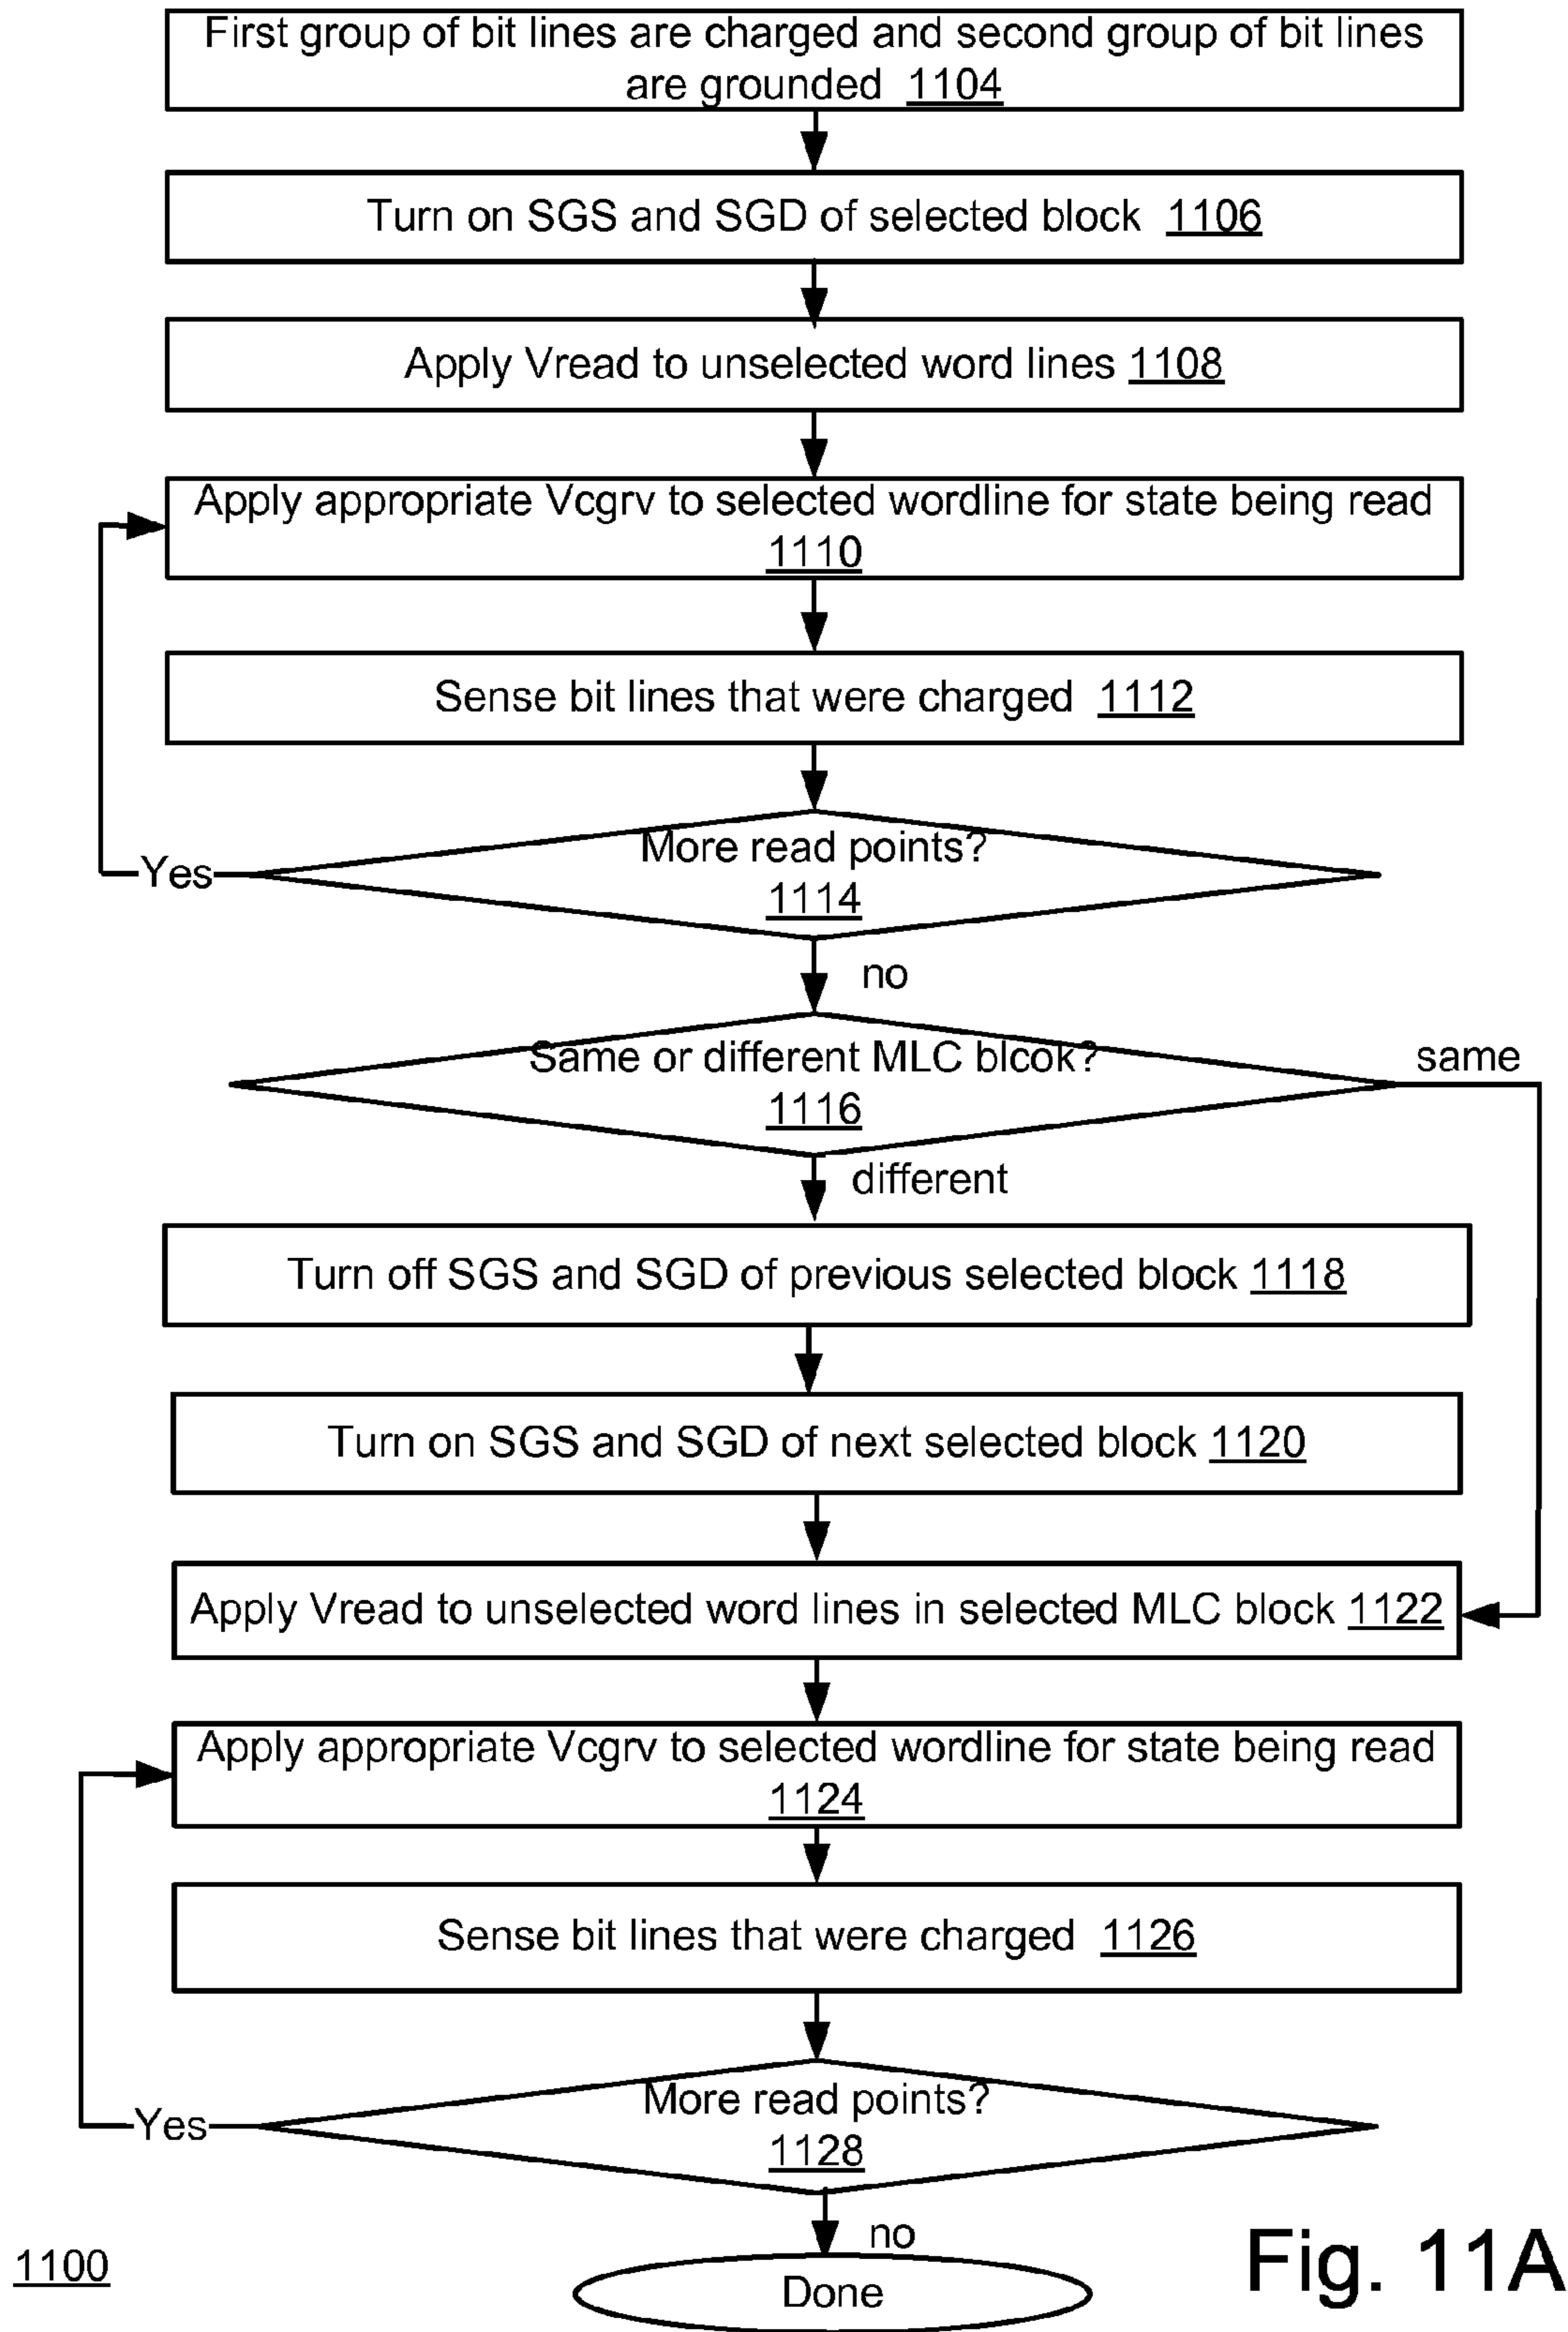 First group of bit lines are charged and second group of bit lines
are grounded 1104
Turn on SGS and SGD of selected block 1106
Apply Vread to unselected word lines 1108
Apply appropriate Vcgrv to selected wordline for state being read
1110
Sense bit lines that were charged 1112
More read points?
Yes
1114
no
Same or different MLC blcok?
same
1116
different
Turn off SGS and SGD of previous selected block 1118
Turn on SGS and SGD of next selected block 1120
Apply Vread to unselected word lines in selected MLC block 1122
Apply appropriate Vcgrv to selected wordline for state being read
1124
Sense bit lines that were charged 1126
More read points?
Yes
1128
no
1100
Done
Fig. 11A